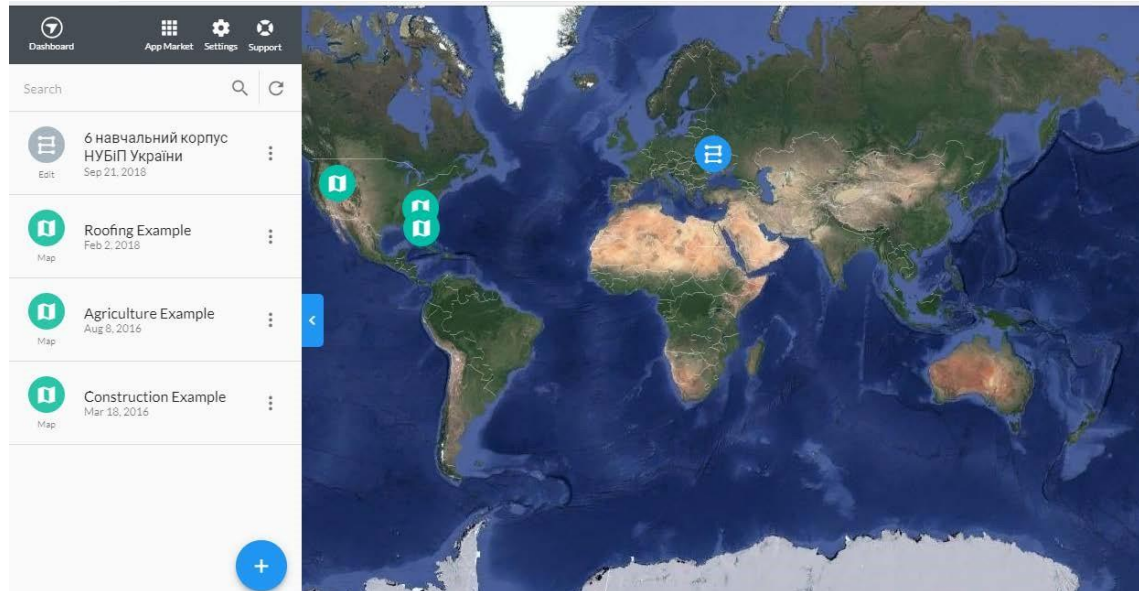 Dashboard
App Market
Settings
Support
Search
Edit
6 навчальний корпус
НУБіП України
Sep 21, 2018
Map
Roofing Example
Feb 2, 2018
Map
Agriculture Example
Aug 8, 2016
Map
Construction Example
Mar 18, 2016